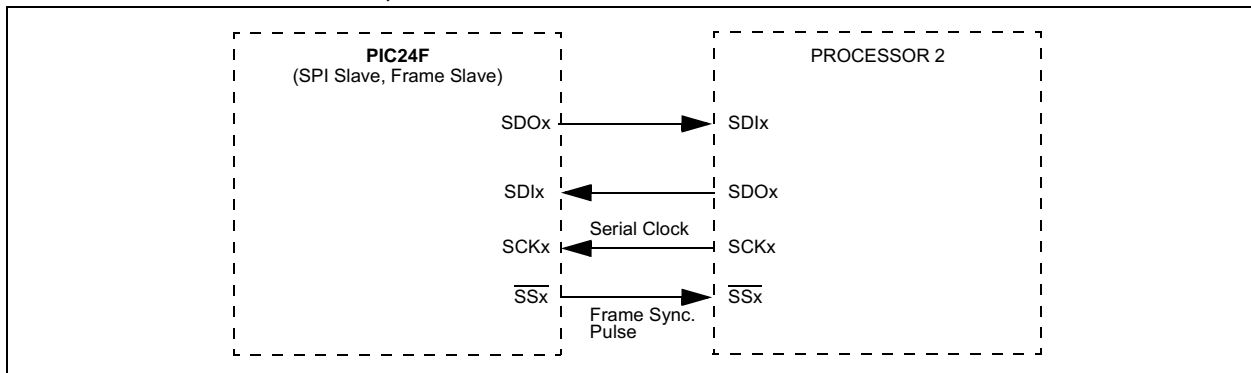 PIC24F
(SPI Slave, Frame Slave)
PROCESSOR 2
SDOx
SDIx
SDIx
SDOx
Serial Clock
SCKx
SCKx
SSx
SSx
Frame Sync.
Pulse